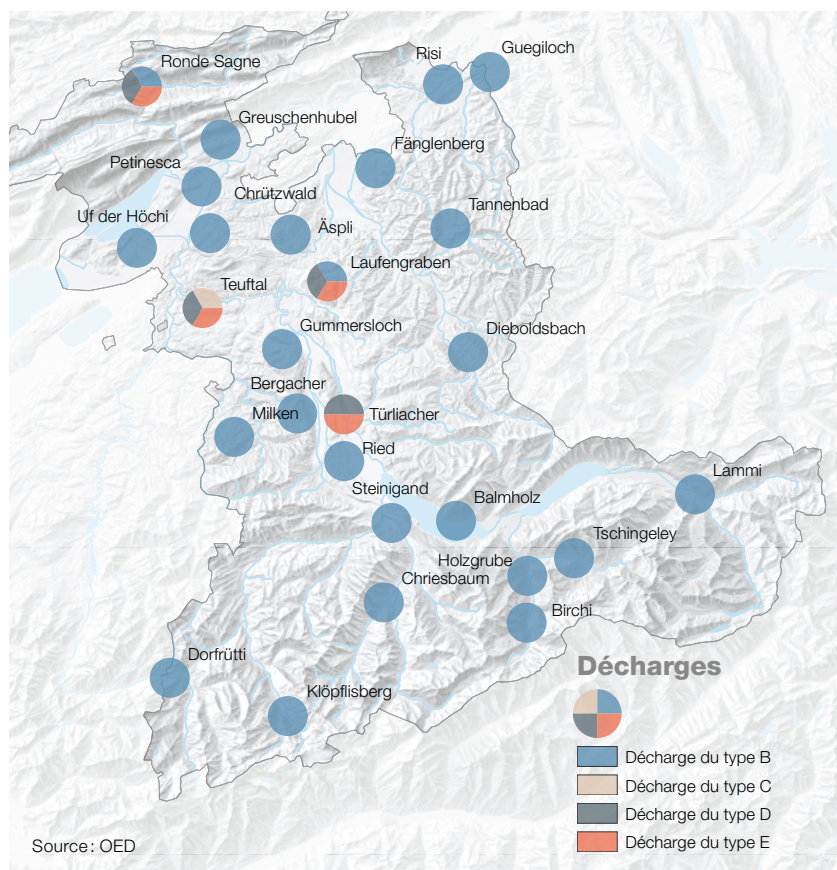 Guegiloch
Risi
Ronde Sagne
Greuschenhubel
Fänglenberg
Petinesca
Chrützwald
Tannenbad
Uf der Höchi
Äspli
Laufengraben
Teuftal
Gummersloch
Dieboldsbach
Bergacher
Milken
Türliacher
Ried
Lammi
Steinigand
Balmholz
Tschingeley
Holzgrube
Chriesbaum
Birchi
Dorfrütti
Klöpflisberg
Décharges
Décharge du type B
Décharge du type C
Décharge du type D
Décharge du type E
Source : OED